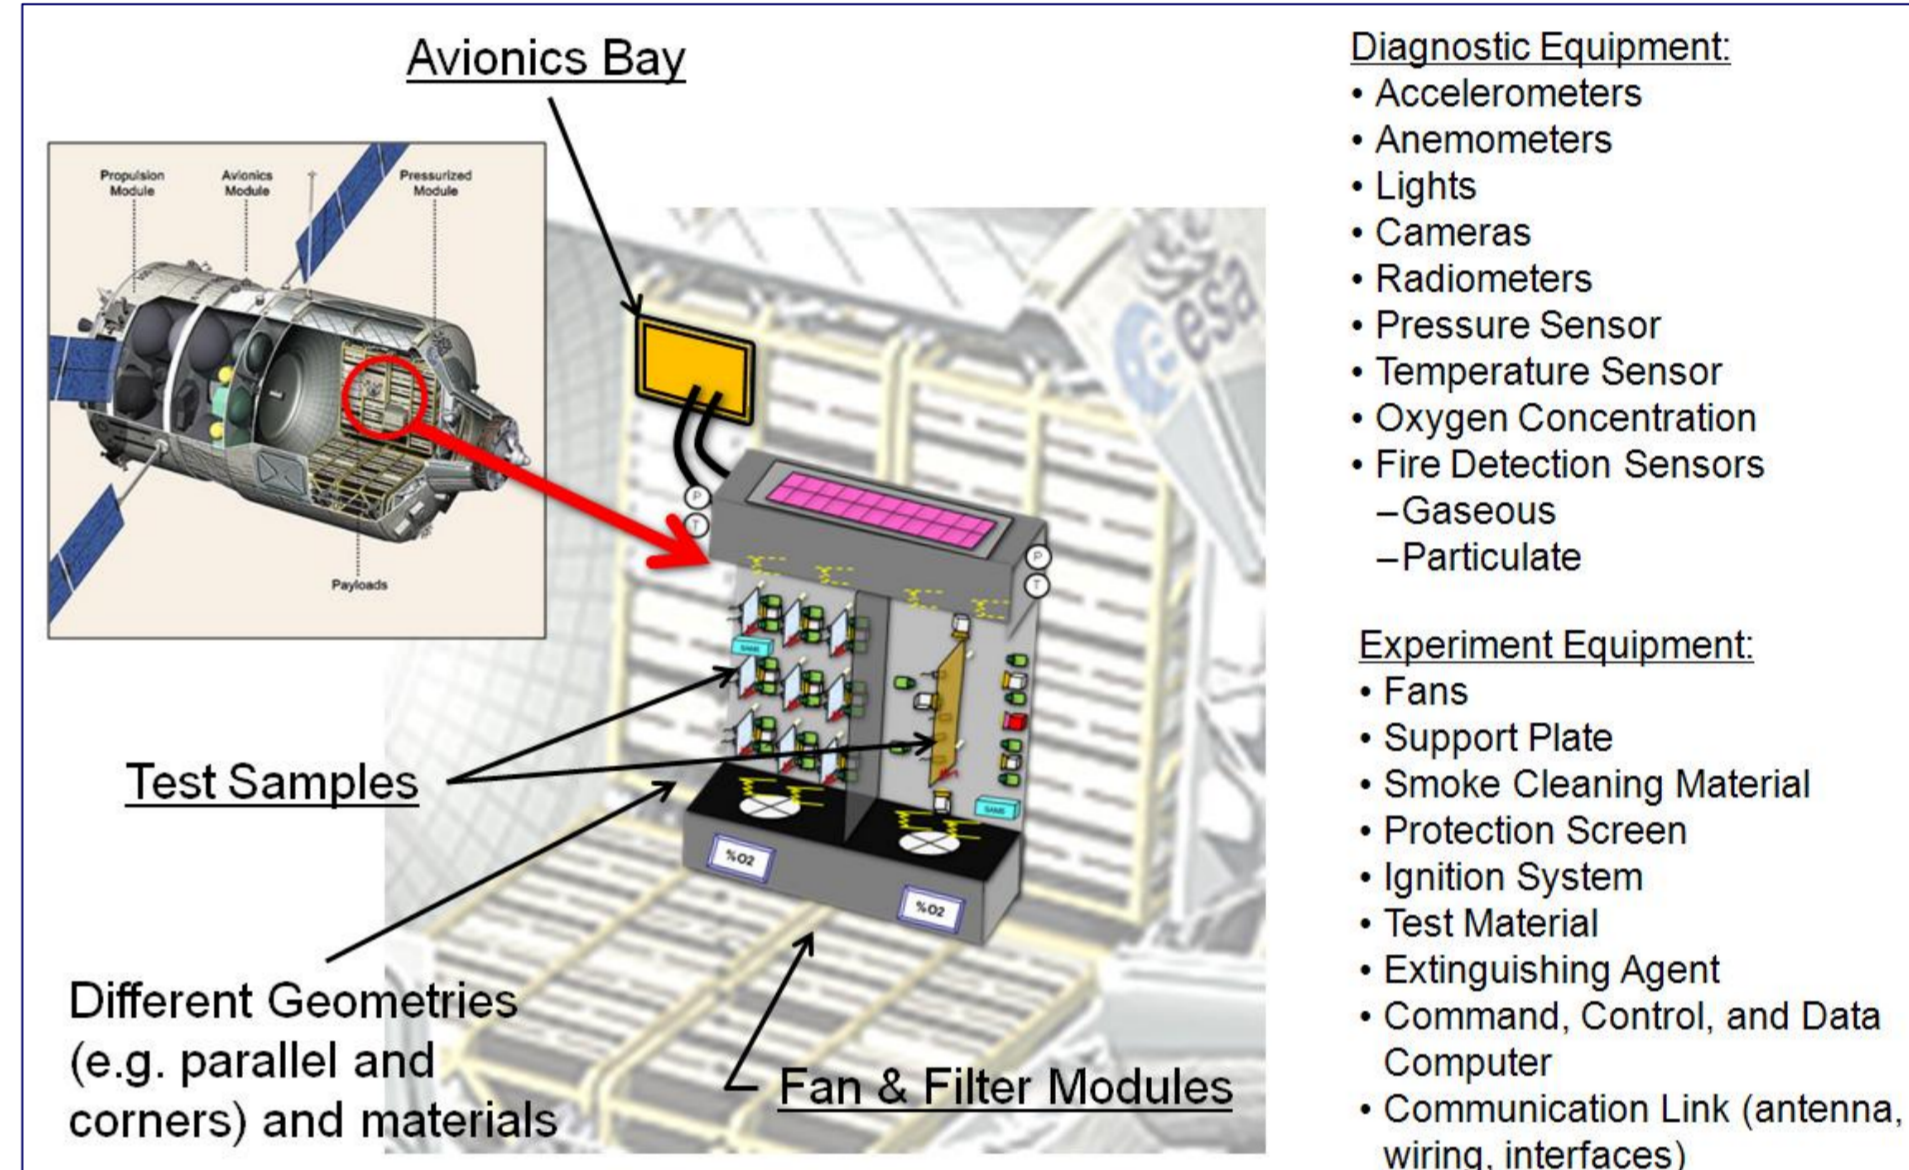 Avionics Bay
Propulsion
Module
Avionics
Module
Pressurized
Module
Payloads
esa
P
T
P
T
SAMS
SAMS
%O2
%O2
Test Samples
Different Geometries
(e.g. parallel and
corners) and materials
Fan & Filter Modules
Diagnostic Equipment:
• Accelerometers
• Anemometers
• Lights
• Cameras
• Radiometers
• Pressure Sensor
• Temperature Sensor
• Oxygen Concentration
• Fire Detection Sensors
–Gaseous
–Particulate
Experiment Equipment:
• Fans
• Support Plate
• Smoke Cleaning Material
• Protection Screen
• Ignition System
• Test Material
• Extinguishing Agent
• Command, Control, and Data
Computer
• Communication Link (antenna,
wiring, interfaces)